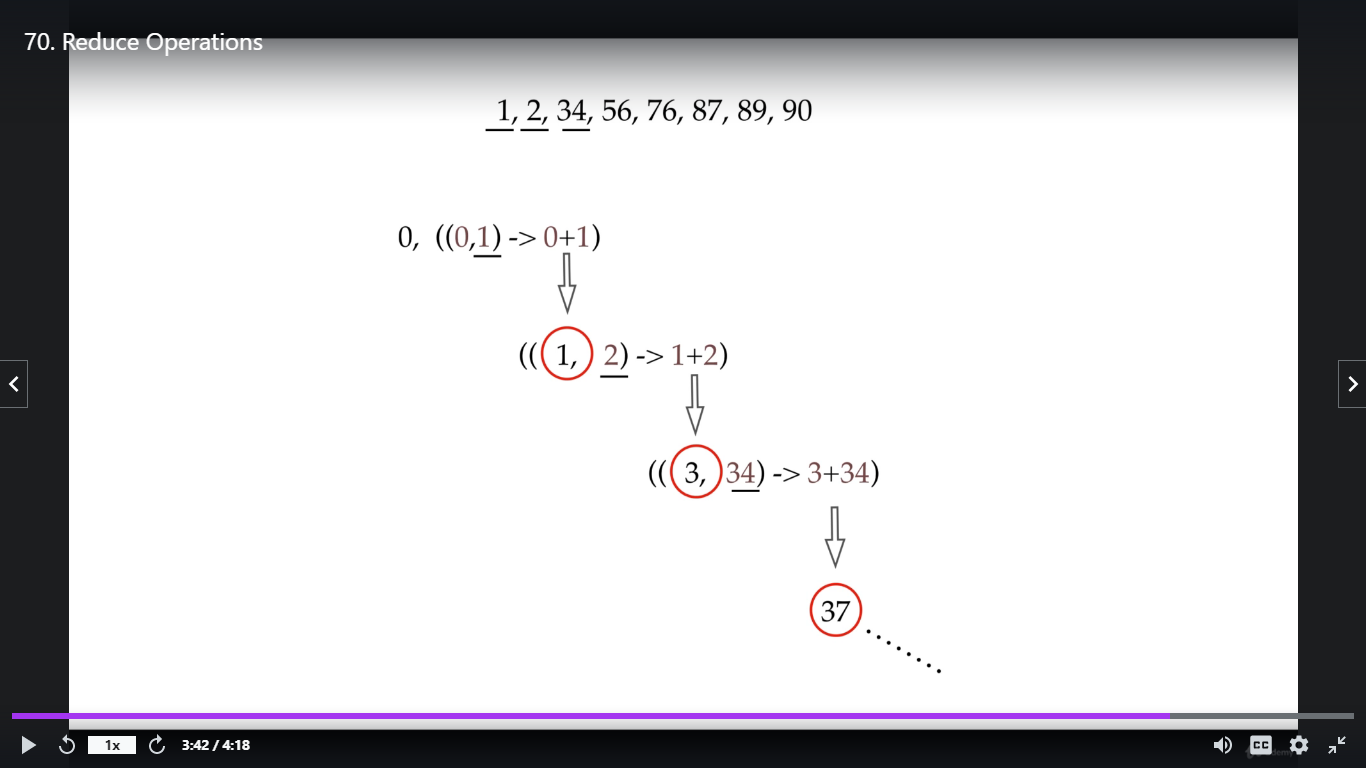 70. Reduce Operations
1, 2, 34, 56, 76, 87, 89, 90
0, ((0,1) -> 0+1)
((1, 2) -> 1+2)
((3, 34) -> 3+34)
37
1x
3:42 / 4:18
CC